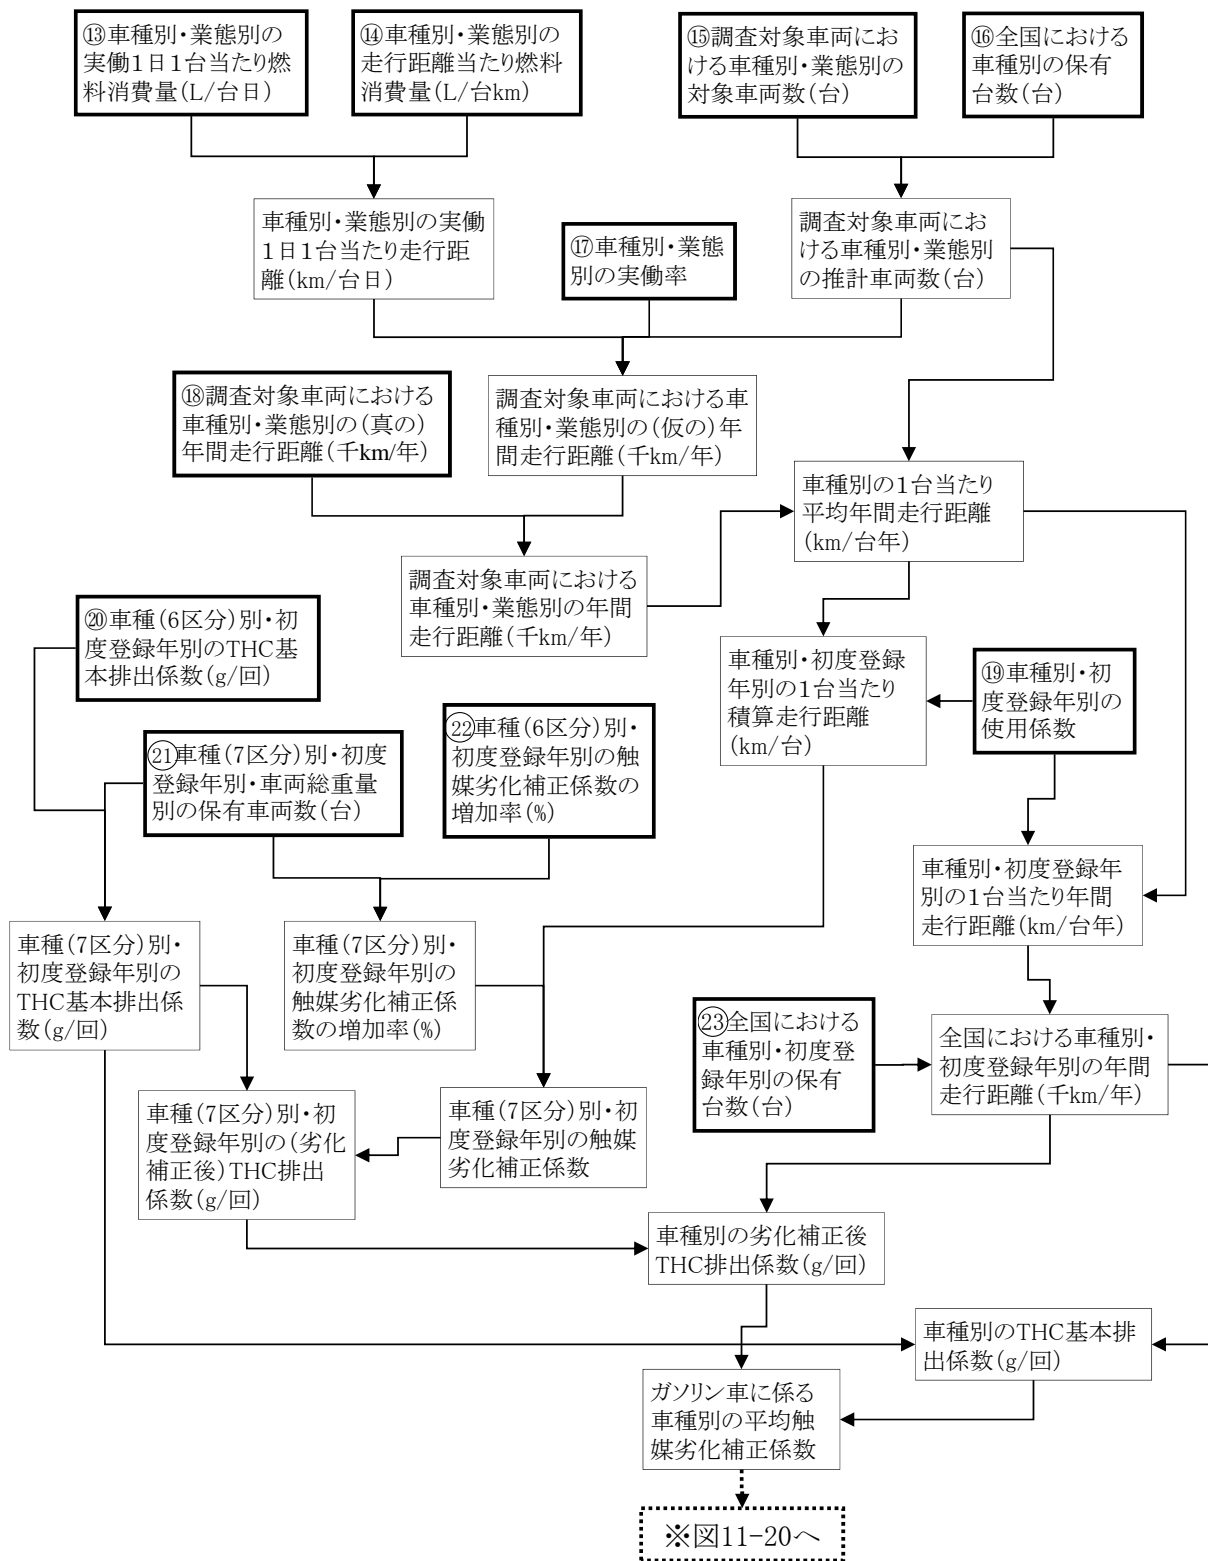 ⑬車種別・業態別の
実働1日1台当たり燃
料消費量(L/台日)
⑭車種別・業態別の
走行距離当たり燃料
消費量(L/台km)
⑮調査対象車両にお
ける車種別・業態別の
対象車両数(台)
⑯全国における
車種別の保有
台数(台)
車種別・業態別の実働
1日1台当たり走行距
離(km/台日)
⑰車種別・業態
別の実働率
調査対象車両にお
ける車種別・業態別
の推計車両数(台)
⑱調査対象車両における
車種別・業態別の(真の)
年間走行距離(千km/年)
調査対象車両における車
種別・業態別の(仮の)年
間走行距離(千km/年)
車種別の1台当たり
平均年間走行距離
(km/台年)
調査対象車両における
車種別・業態別の年間
走行距離(千km/年)
⑳車種(6区分)別・初
度登録年別のTHC基
本排出係数(g/回)
車種別・初度登録
年別の1台当たり
積算走行距離
(km/台)
⑲車種別・初
度登録年別の
使用係数
㉑車種(7区分)別・初度
登録年別・車両総重量
別の保有車両数(台)
㉒車種(6区分)別・
初度登録年別の触
媒劣化補正係数の
増加率(%)
車種別・初度登録年
別の1台当たり年間
走行距離(km/台年)
車種(7区分)別・
初度登録年別の
THC基本排出係
数(g/回)
車種(7区分)別・
初度登録年別の
触媒劣化補正係
数の増加率(%)
㉓全国における
車種別・初度登
録年別の保有
台数(台)
全国における車種別・
初度登録年別の年間
走行距離(千km/年)
車種(7区分)別・初
度登録年別の(劣化
補正後)THC排出
係数(g/回)
車種(7区分)別・初
度登録年別の触媒
劣化補正係数
車種別の劣化補正後
THC排出係数(g/回)
車種別のTHC基本排
出係数(g/回)
ガソリン車に係る
車種別の平均触
媒劣化補正係数
※図11-20へ